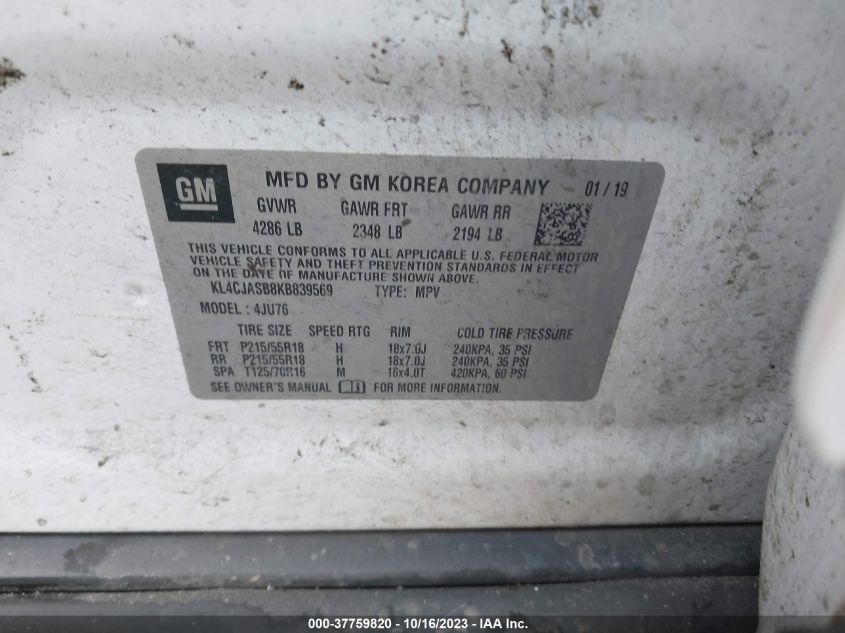 GM MFD BY GM KOREA COMPANY 01/19
GVWR GAWR FRT GAWR RR
4286 LB 2348 LB 2194 LB
THIS VEHICLE CONFORMS TO ALL APPLICABLE U.S. FEDERAL MOTOR
VEHICLE SAFETY AND THEFT PREVENTION STANDARDS IN EFFECT
ON THE DATE OF MANUFACTURE SHOWN ABOVE.
KL4CJASB8KB839569 TYPE: MPV
MODEL : 4JU76
TIRE SIZE SPEED RTG RIM COLD TIRE PRESSURE
FRT P215/55R18 H 18x7.0J 240KPA, 35 PSI
RR P215/55R18 H 18x7.0J 240KPA, 35 PSI
SPA T125/70R16 M 16x4.0T 420KPA, 60 PSI
SEE OWNER'S MANUAL FOR MORE INFORMATION.
000-37759820 - 10/16/2023 - IAA Inc.